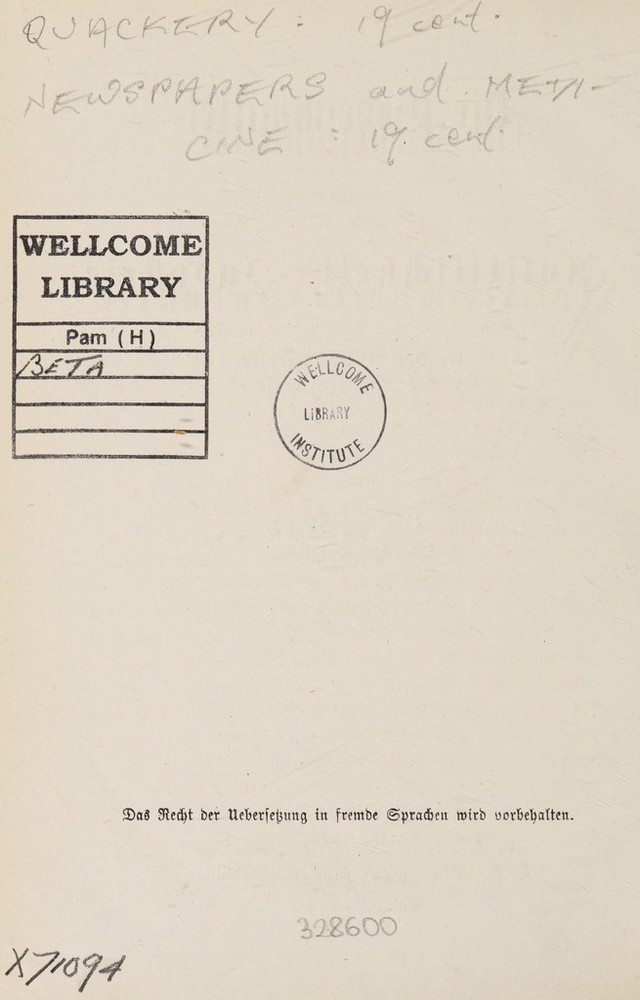 QUACKERY : 19 cent.
NEWSPAPERS and MEDI-
CINE : 19. cent.
WELLCOME
LIBRARY
Pam (H)
BETA
WELLCOME
LIBRARY
INSTITUTE
Das Recht der Uebersetzung in fremde Sprachen wird vorbehalten.
328600
X71094